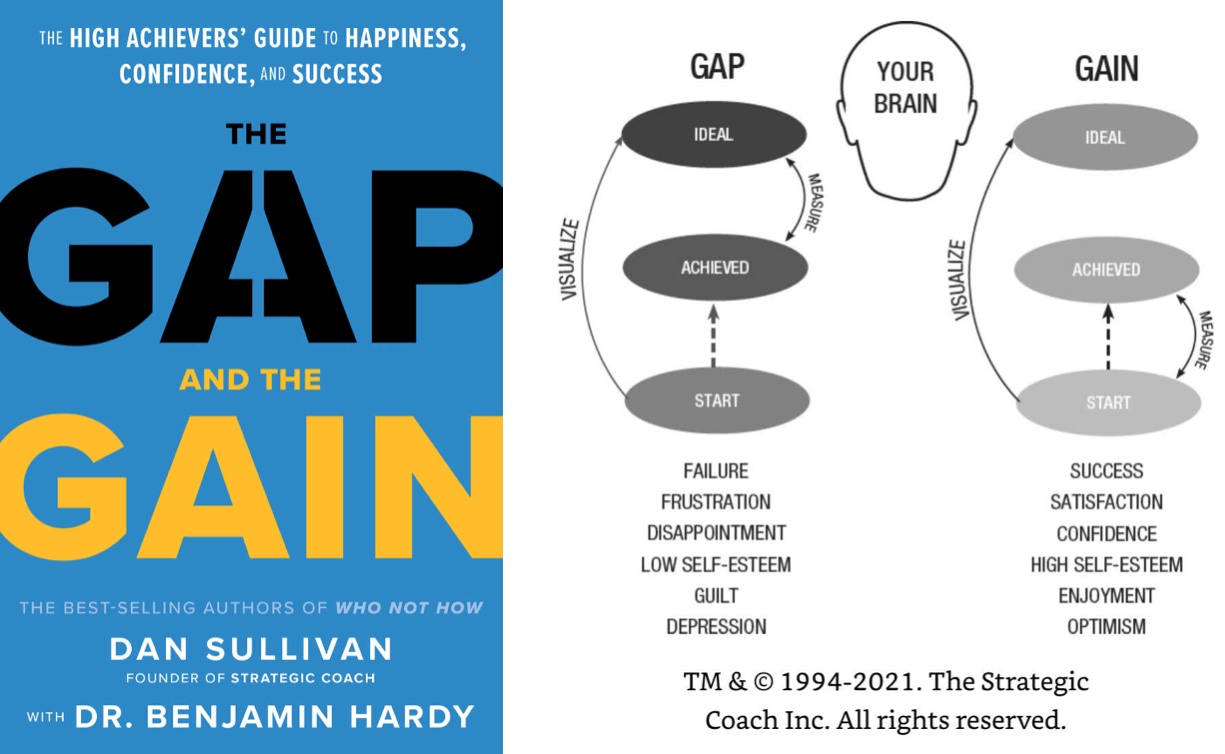 THE HIGH ACHIEVERS' GUIDE TO HAPPINESS,
CONFIDENCE, AND SUCCESS
THE
GAP
AND THE
GAIN
THE BEST-SELLING AUTHORS OF WHO NOT HOW
DAN SULLIVAN
FOUNDER OF STRATEGIC COACH
WITH DR. BENJAMIN HARDY
GAP
IDEAL
MEASURE
VISUALIZE
ACHIEVED
START
FAILURE
FRUSTRATION
DISAPPOINTMENT
LOW SELF-ESTEEM
GUILT
DEPRESSION
YOUR
BRAIN
GAIN
IDEAL
VISUALIZE
ACHIEVED
MEASURE
START
SUCCESS
SATISFACTION
CONFIDENCE
HIGH SELF-ESTEEM
ENJOYMENT
OPTIMISM
TM & © 1994-2021. The Strategic
Coach Inc. All rights reserved.